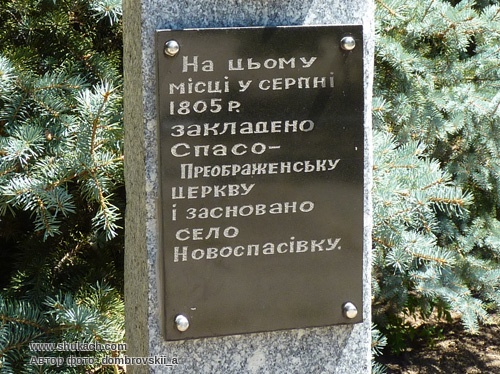 На цьому
місці у серпні
1805 р.
закладено
Спасо-
Преображенську
церкву
і засновано
село
Новоспасівку.
www.shukach.com
Автор фото: dombrovskii_a